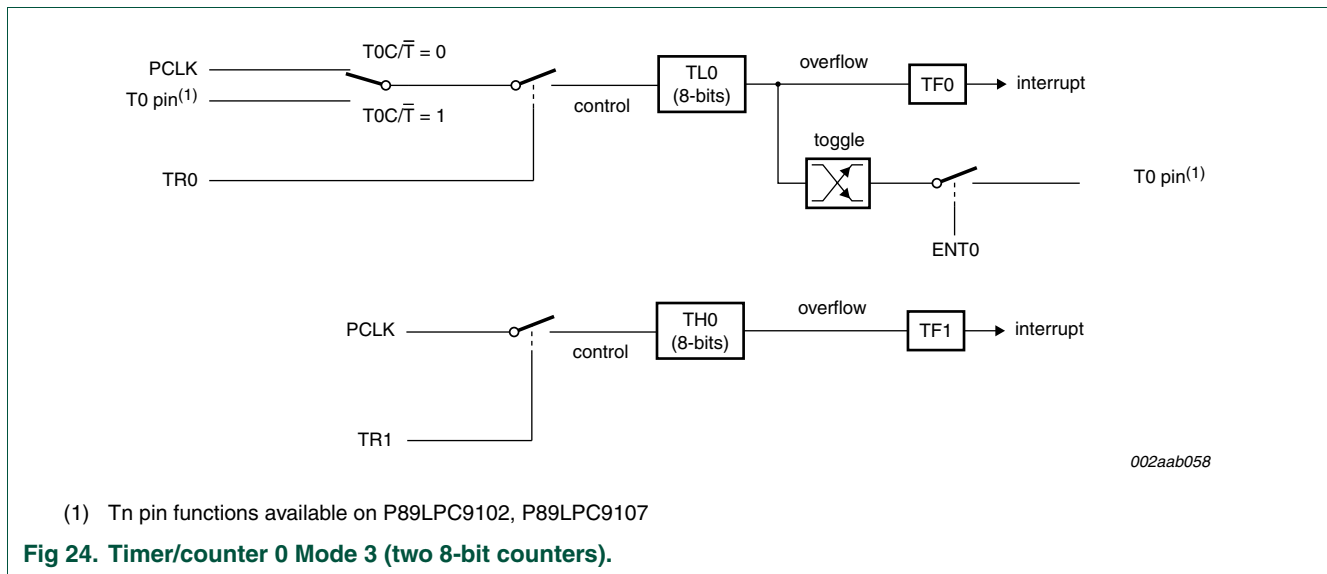 T0C/T̅ = 0
PCLK
T0 pin(1)
T0C/T̅ = 1
TR0
control
TL0
(8-bits)
overflow
TF0
interrupt
toggle
T0 pin(1)
ENT0
PCLK
control
TH0
(8-bits)
overflow
TF1
interrupt
TR1
002aab058
(1) Tn pin functions available on P89LPC9102, P89LPC9107
Fig 24. Timer/counter 0 Mode 3 (two 8-bit counters).